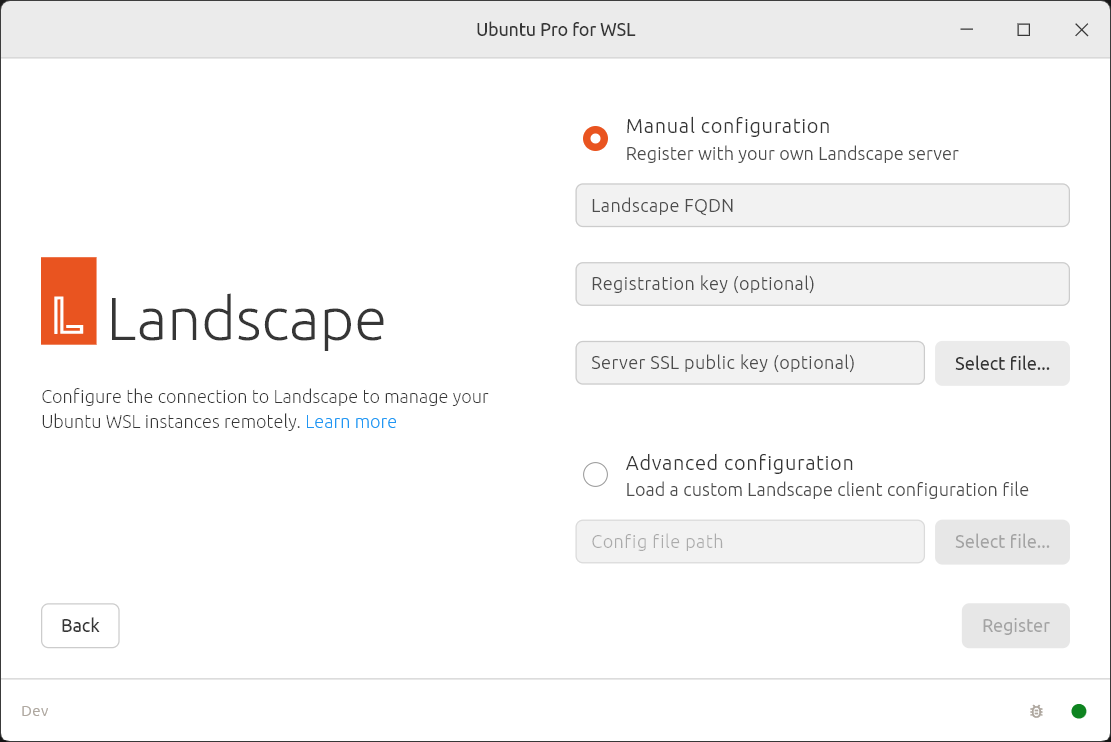 Ubuntu Pro for WSL
Landscape
Configure the connection to Landscape to manage your
Ubuntu WSL instances remotely. Learn more
Manual configuration
Register with your own Landscape server
Landscape FQDN
Registration key (optional)
Server SSL public key (optional)
Select file...
Advanced configuration
Load a custom Landscape client configuration file
Config file path
Select file...
Back
Register
Dev